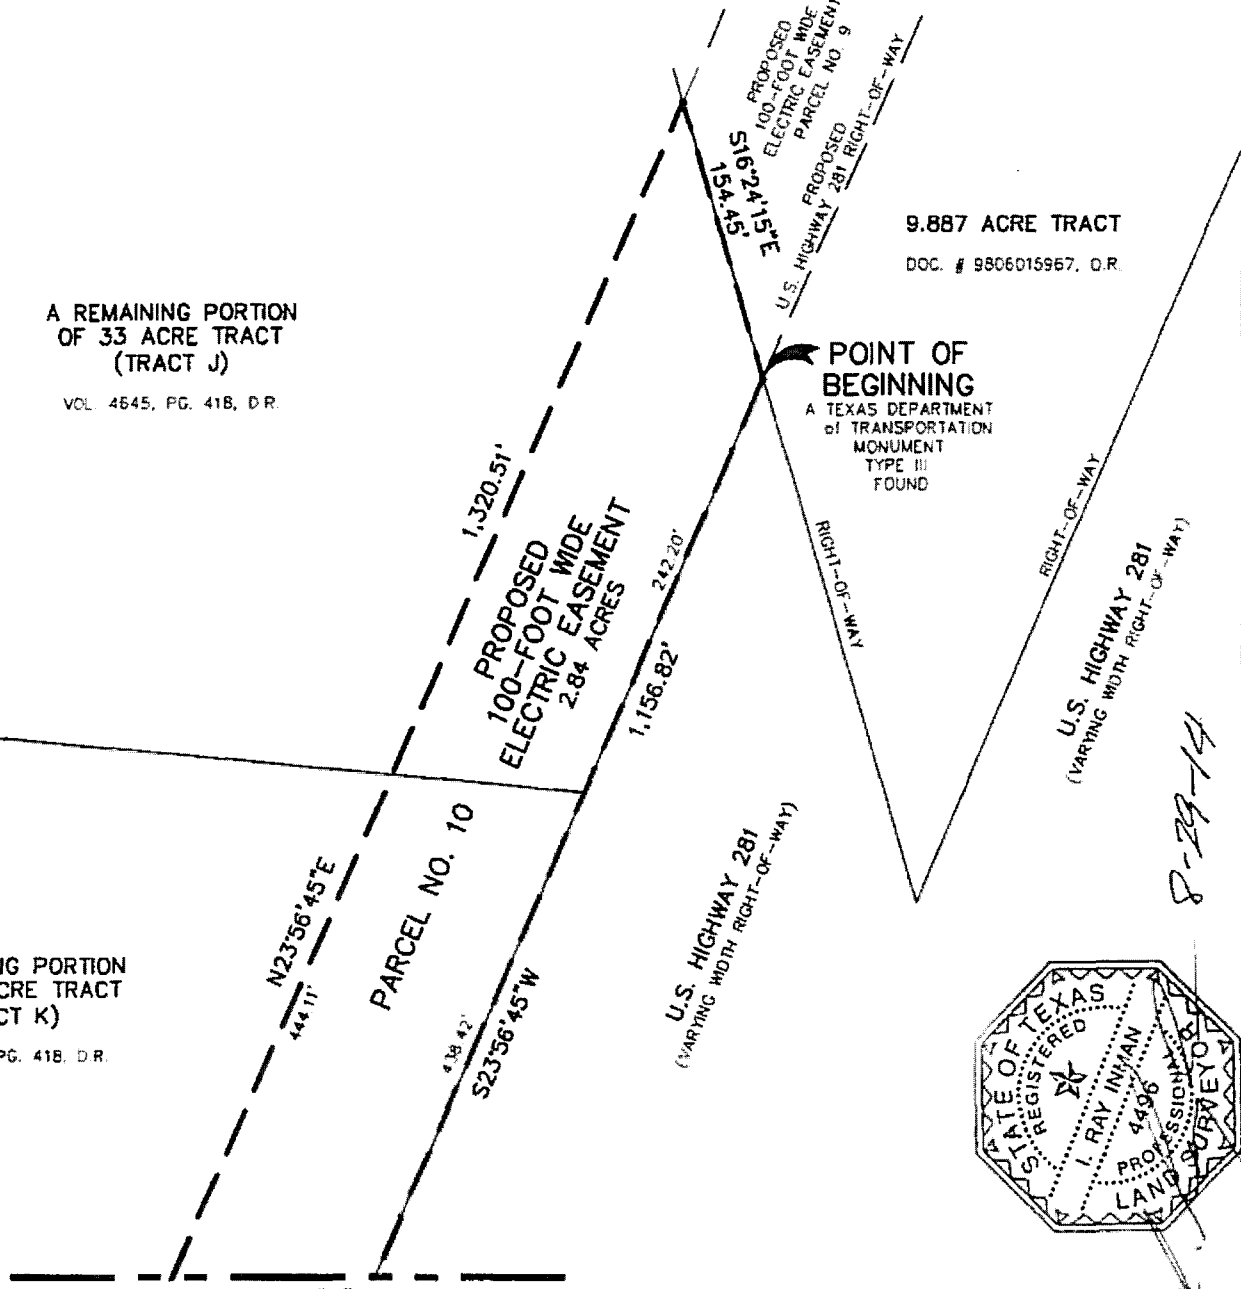 PROPOSED
100-FOOT WIDE
ELECTRIC EASEMENT
PARCEL NO. 9
PROPOSED
U.S. HIGHWAY 281 RIGHT-OF-WAY
S16°24'15"E
154.45'
9.887 ACRE TRACT
DOC. # 9806015967, O.R.
A REMAINING PORTION
OF 33 ACRE TRACT
(TRACT J)
VOL. 4645, PG. 418, D.R.
POINT OF
BEGINNING
A TEXAS DEPARTMENT
of TRANSPORTATION
MONUMENT
TYPE III
FOUND
1,320.51'
PROPOSED
100-FOOT WIDE
ELECTRIC EASEMENT
2.84 ACRES
242.20'
1,156.82'
RIGHT-OF-WAY
RIGHT-OF-WAY
U.S. HIGHWAY 281
(VARYING WIDTH RIGHT-OF-WAY)
8-29-14
PARCEL NO. 10
N23°56'45"E
444.11'
438.42'
S23°56'45"W
U.S. HIGHWAY 281
(VARYING WIDTH RIGHT-OF-WAY)
NG PORTION
CRE TRACT
CT K)
PG. 418, D.R.
STATE OF TEXAS
REGISTERED
I. RAY INMAN
4496
PROFESSIONAL
LAND SURVEYOR